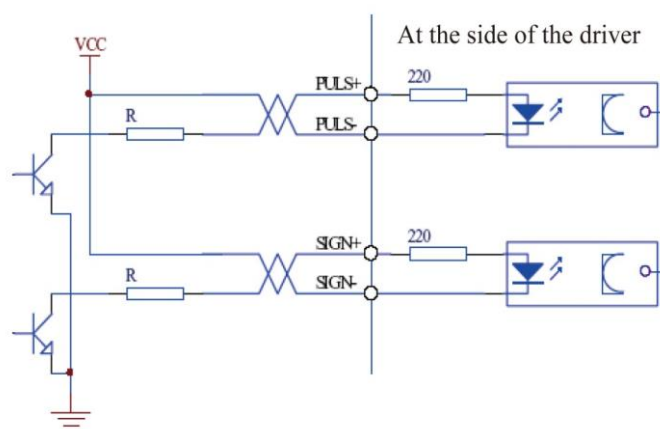 At the side of the driver
VCC
PULS+
220
R
PULS-
SIGN+
220
R
SIGN-